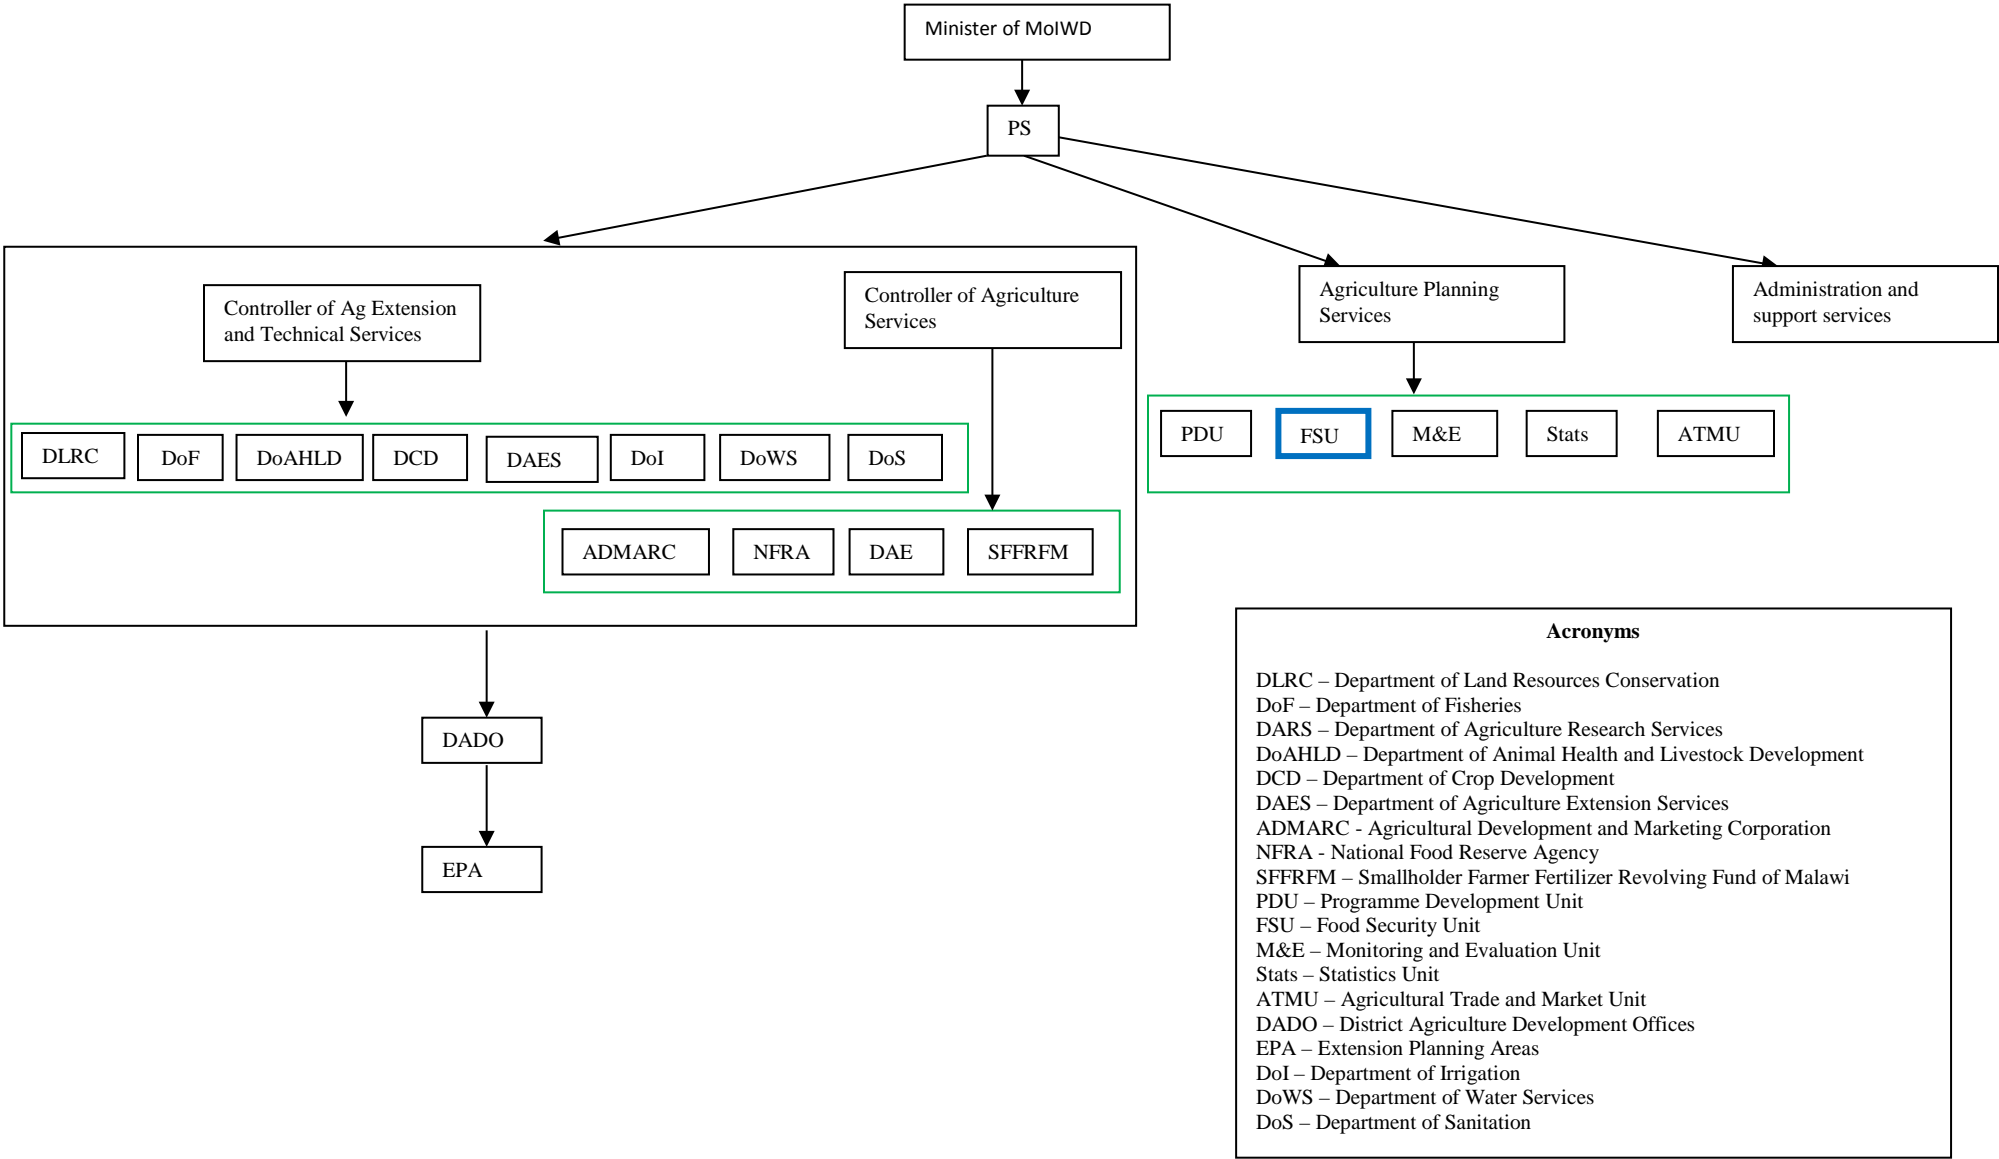 Minister of MoIWD
PS
Controller of Ag Extension
and Technical Services
Controller of Agriculture
Services
Agriculture Planning
Services
Administration and
support services
DLRC
DoF
DoAHLD
DCD
DAES
DoI
DoWS
DoS
PDU
FSU
M&E
Stats
ATMU
ADMARC
NFRA
DAE
SFFRFM
DADO
EPA
Acronyms
DLRC – Department of Land Resources Conservation
DoF – Department of Fisheries
DARS – Department of Agriculture Research Services
DoAHLD – Department of Animal Health and Livestock Development
DCD – Department of Crop Development
DAES – Department of Agriculture Extension Services
ADMARC - Agricultural Development and Marketing Corporation
NFRA - National Food Reserve Agency
SFFRFM – Smallholder Farmer Fertilizer Revolving Fund of Malawi
PDU – Programme Development Unit
FSU – Food Security Unit
M&E – Monitoring and Evaluation Unit
Stats – Statistics Unit
ATMU – Agricultural Trade and Market Unit
DADO – District Agriculture Development Offices
EPA – Extension Planning Areas
DoI – Department of Irrigation
DoWS – Department of Water Services
DoS – Department of Sanitation